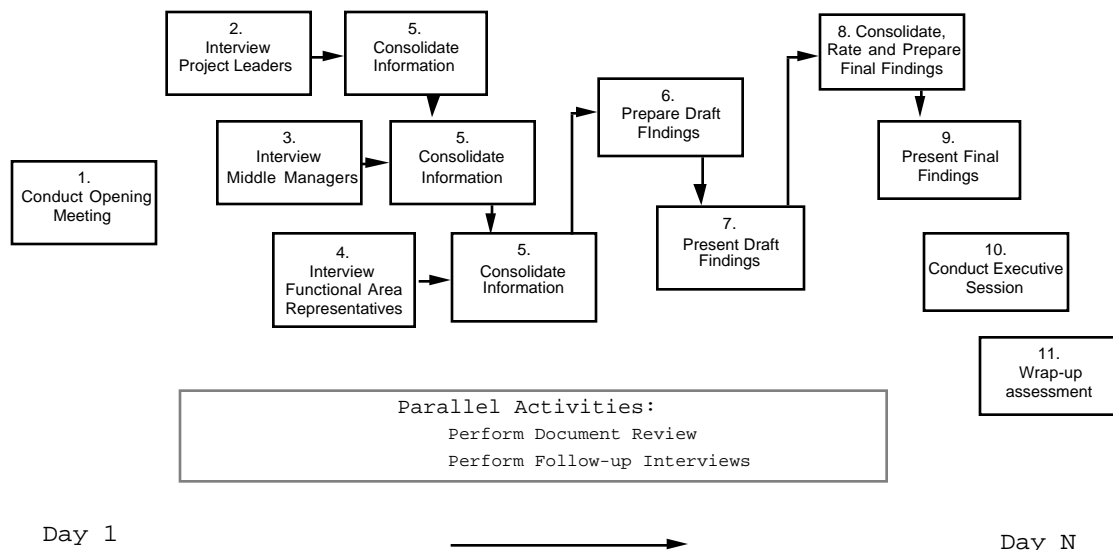 1.
Conduct Opening
Meeting
2.
Interview
Project Leaders
5.
Consolidate
Information
3.
Interview
Middle Managers
5.
Consolidate
Information
4.
Interview
Functional Area
Representatives
5.
Consolidate
Information
6.
Prepare Draft
FIndings
7.
Present Draft
Findings
8. Consolidate,
Rate and Prepare
Final Findings
9.
Present Final
Findings
10.
Conduct Executive
Session
11.
Wrap-up
assessment
Parallel Activities:
Perform Document Review
Perform Follow-up Interviews
Day 1
Day N